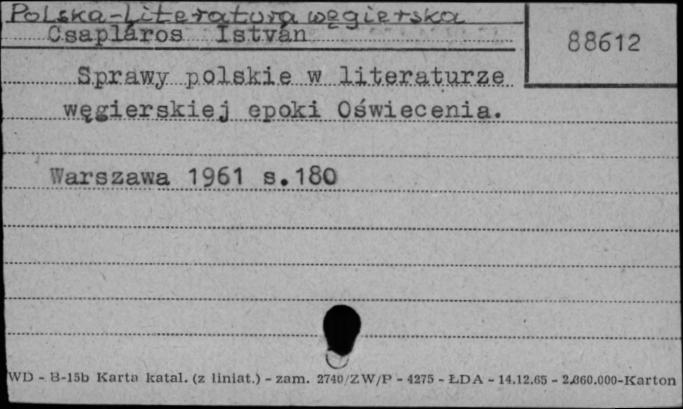 Polska-Literatura węgierska
Csapláros István
88612
Sprawy polskie w literaturze
węgierskiej epoki Oświecenia.
Warszawa 1961 s.180
WD - B-15b Karta katal. (z liniat.) - zam. 2740/ZW/P - 4275 - ŁDA - 14.12.65 - 2.860.000-Karton